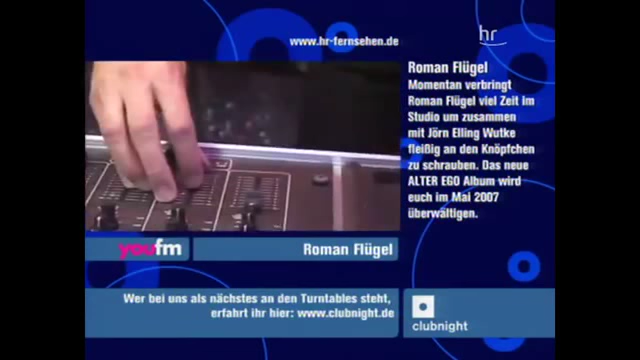 www.hr-fernsehen.de
hr
Roman Flügel
Momentan verbringt
Roman Flügel viel Zeit im
Studio um zusammen
mit Jörn Elling Wutke
fleißig an den Knöpfchen
zu schrauben. Das neue
ALTER EGO Album wird
euch im Mai 2007
überwältigen.
youfm
Roman Flügel
Wer bei uns als nächstes an den Turntables steht,
erfahrt ihr hier: www.clubnight.de
clubnight